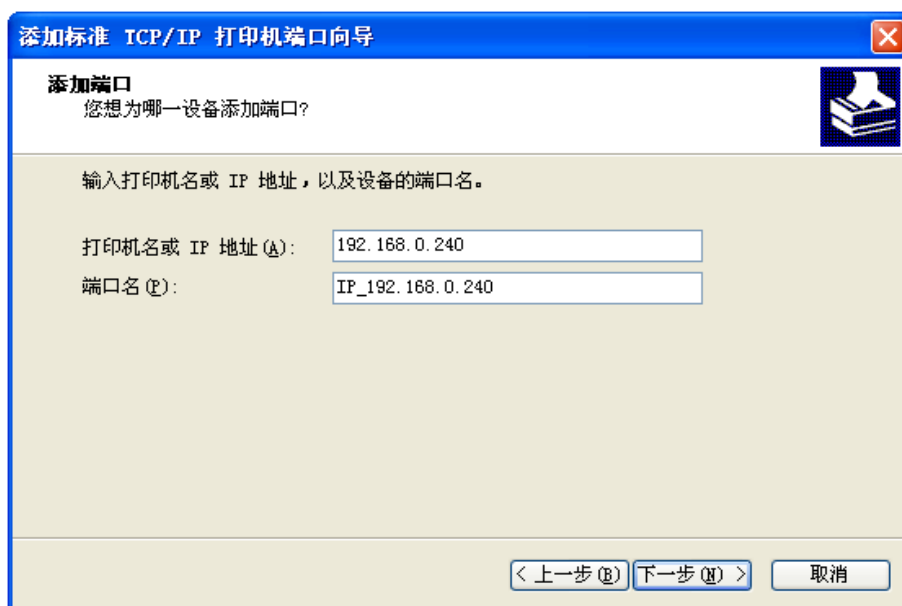 添加标准 TCP/IP 打印机端口向导
添加端口
您想为哪一设备添加端口?
输入打印机名或 IP 地址，以及设备的端口名。
打印机名或 IP 地址(A): 192.168.0.240
端口名(P): IP_192.168.0.240
< 上一步(B) 下一步(N) > 取消